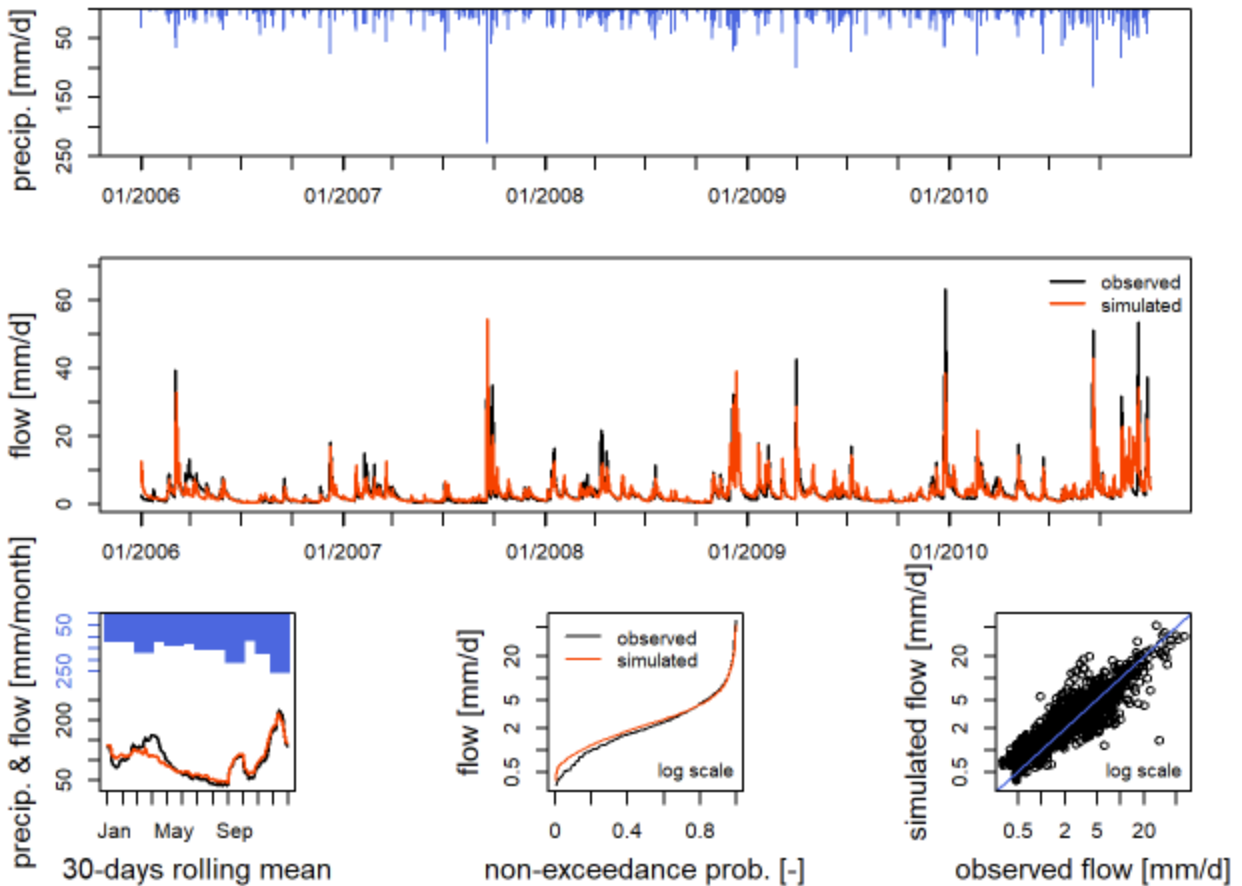 precip. [mm/d]
50
150
250
01/2006
01/2007
01/2008
01/2009
01/2010
flow [mm/d]
60
40
20
0
observed
simulated
01/2006
01/2007
01/2008
01/2009
01/2010
precip. & flow [mm/month]
50
250
200
50
Jan
May
Sep
30-days rolling mean
flow [mm/d]
20
5
2
0.5
observed
simulated
log scale
0
0.4
0.8
non-exceedance prob. [-]
simulated flow [mm/d]
20
5
2
0.5
log scale
0.5
2
5
20
observed flow [mm/d]